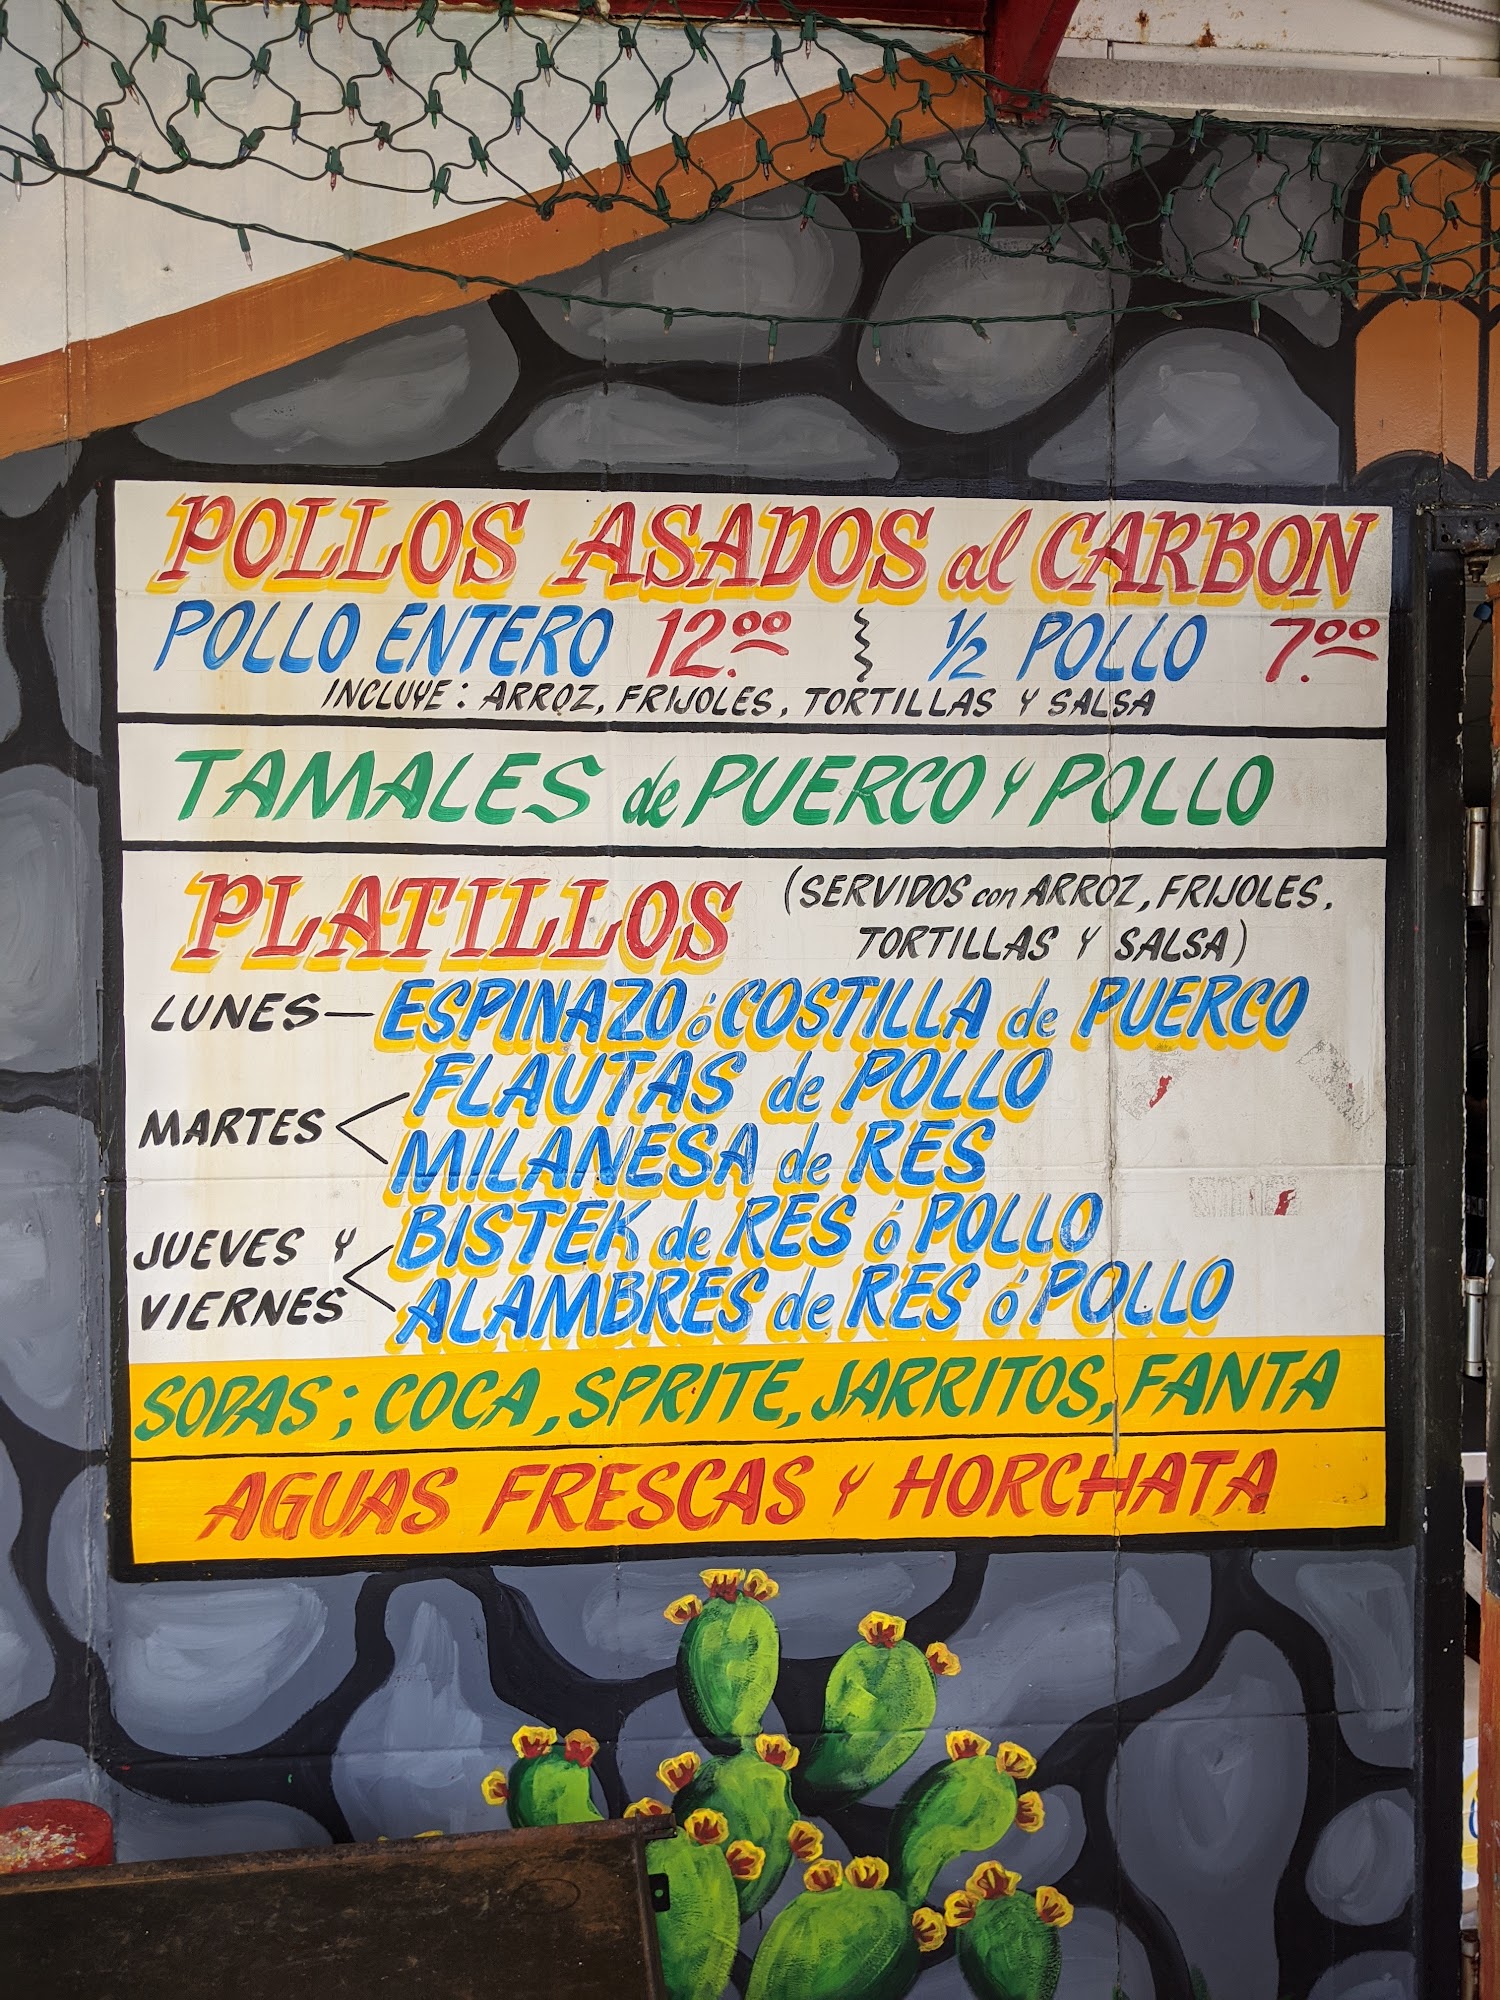 POLLOS ASADOS al CARBON
POLLO ENTERO 12.00 ½ POLLO 7.00
INCLUYE: ARROZ, FRIJOLES, TORTILLAS Y SALSA
TAMALES de PUERCO Y POLLO
PLATILLOS (SERVIDOS con ARROZ, FRIJOLES, TORTILLAS Y SALSA)
LUNES — ESPINAZO ó COSTILLA de PUERCO
MARTES < FLAUTAS de POLLO
MILANESA de RES
JUEVES Y VIERNES < BISTEK de RES ó POLLO
ALAMBRES de RES ó POLLO
SODAS; COCA, SPRITE, JARRITOS, FANTA
AGUAS FRESCAS Y HORCHATA